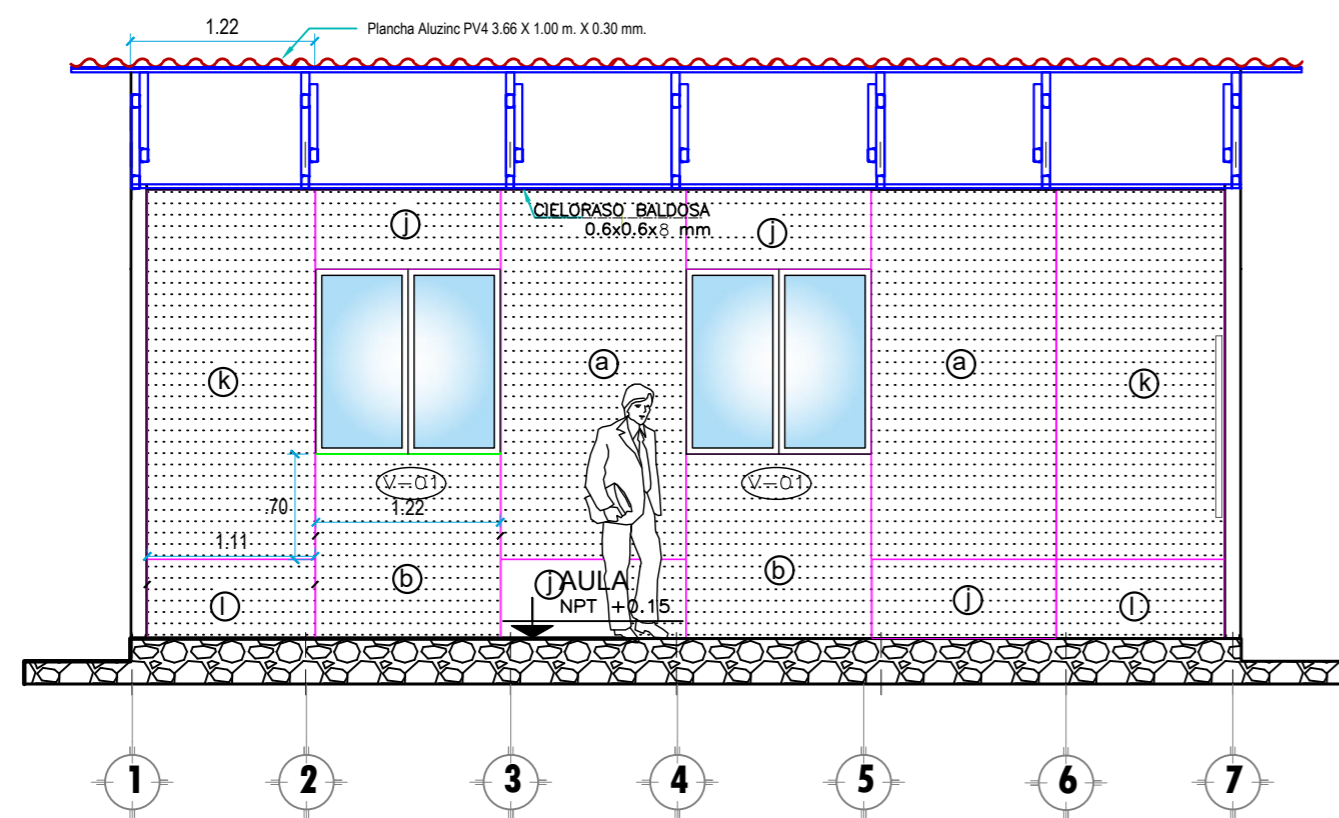 1.22
Plancha Aluzinc PV4 3.66 X 1.00 m. X 0.30 mm.
CIELORASO BALDOSA
0.6x0.6x8 mm
j
j
a
a
k
k
V-01
V-01
.70
1.22
1.11
b
b
j
AULA
NPT +0.15
l
j
l
1
2
3
4
5
6
7